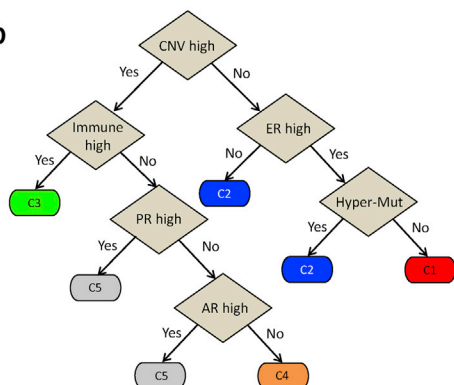 CNV high
Yes
No
Immune
high
ER high
Yes
No
No
Yes
C3
C2
PR high
Hyper-Mut
Yes
No
Yes
No
C5
C2
C1
AR high
Yes
No
C5
C4